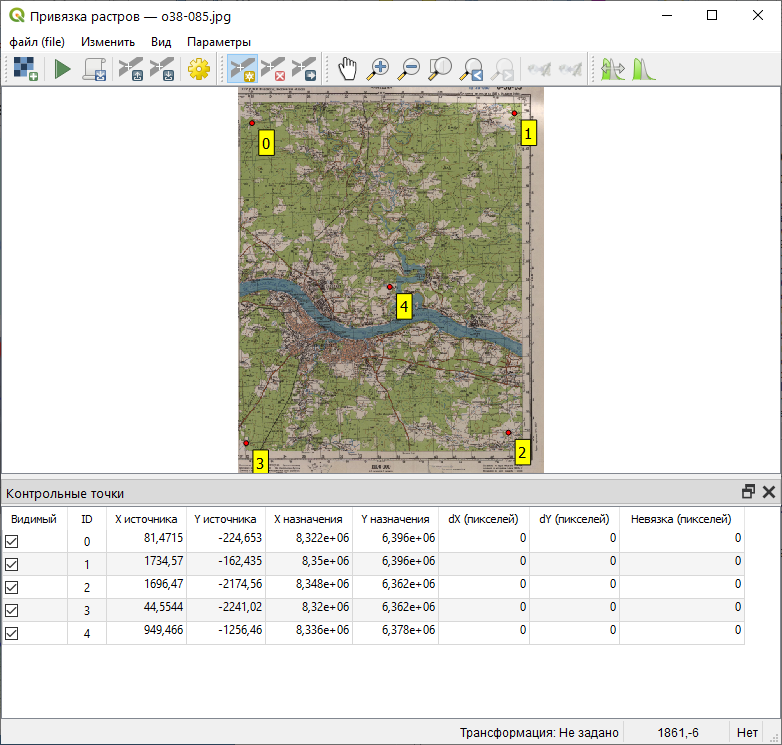 Привязка растров — o38-085.jpg
файл (file) Изменить Вид Параметры
0
1
4
2
3
Контрольные точки
Видимый ID X источника Y источника X назначения Y назначения dX (пикселей) dY (пикселей) Невязка (пикселей)
0 81,4715 -224,653 8,322e+06 6,396e+06 0 0 0
1 1734,57 -162,435 8,35e+06 6,396e+06 0 0 0
2 1696,47 -2174,56 8,348e+06 6,362e+06 0 0 0
3 44,5544 -2241,02 8,32e+06 6,362e+06 0 0 0
4 949,466 -1256,46 8,336e+06 6,378e+06 0 0 0
Трансформация: Не задано 1861,-6 Нет